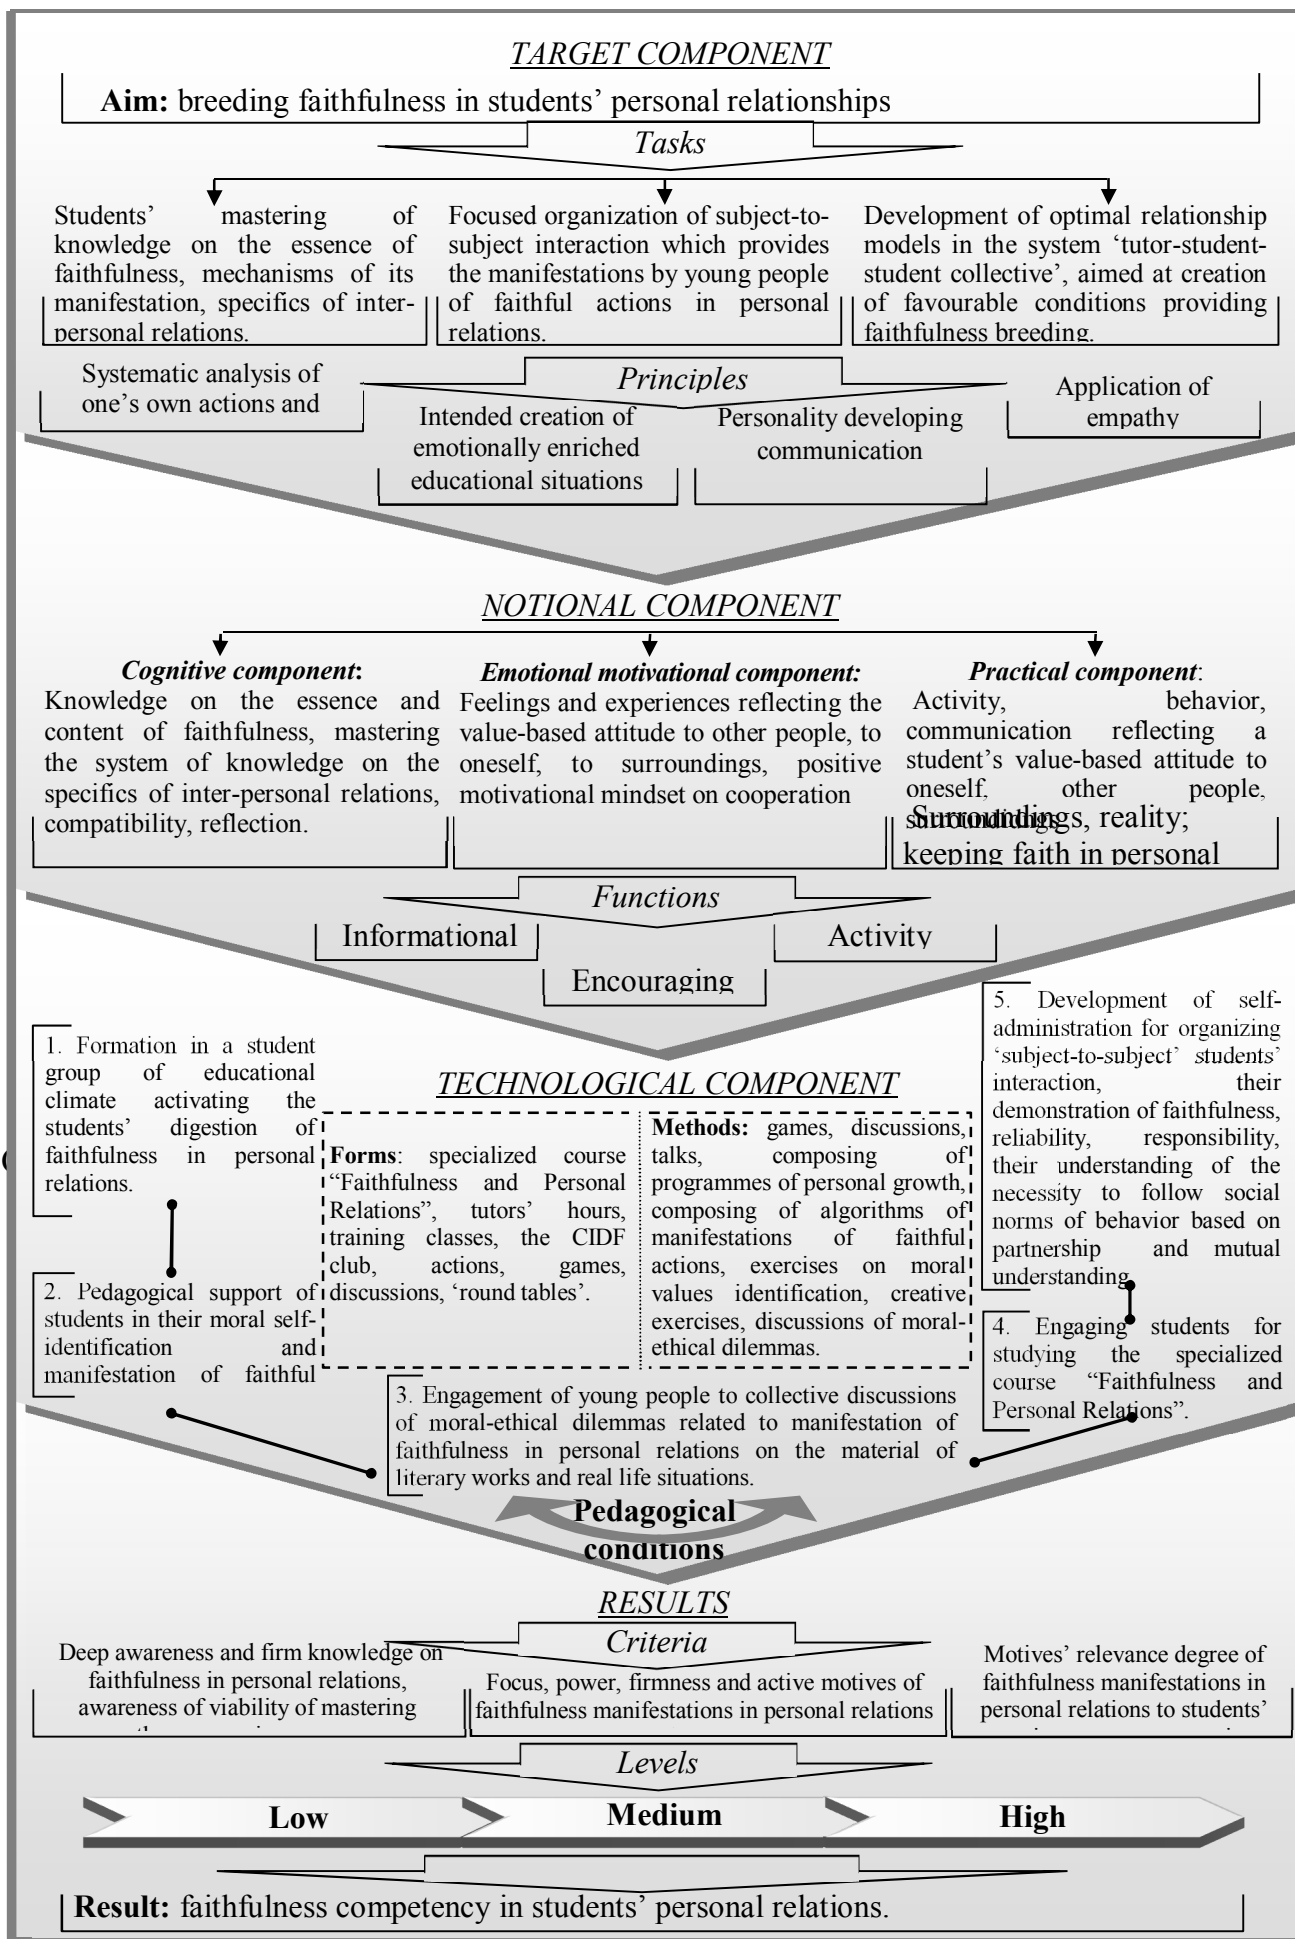 TARGET COMPONENT
Aim: breeding faithfulness in students’ personal relationships
Tasks
Students’ mastering of
knowledge on the essence of
faithfulness, mechanisms of its
manifestation, specifics of inter-
personal relations.
Focused organization of subject-to-
subject interaction which provides
the manifestations by young people
of faithful actions in personal
relations.
Development of optimal relationship
models in the system ‘tutor-student-
student collective’, aimed at creation
of favourable conditions providing
faithfulness breeding.
Principles
Systematic analysis of
one’s own actions and
Intended creation of
emotionally enriched
educational situations
Personality developing
communication
Application of
empathy
NOTIONAL COMPONENT
Cognitive component:
Knowledge on the essence and
content of faithfulness, mastering
the system of knowledge on the
specifics of inter-personal relations,
compatibility, reflection.
Emotional motivational component:
Feelings and experiences reflecting the
value-based attitude to other people, to
oneself, to surroundings, positive
motivational mindset on cooperation
Practical component:
Activity, behavior,
communication reflecting a
student’s value-based attitude to
oneself, other people,
Surroundings, reality;
keeping faith in personal
Functions
Informational
Encouraging
Activity
1. Formation in a student
group of educational
climate activating the
students’ digestion of
faithfulness in personal
relations.
2. Pedagogical support of
students in their moral self-
identification and
manifestation of faithful
TECHNOLOGICAL COMPONENT
Forms: specialized course
“Faithfulness and Personal
Relations”, tutors’ hours,
training classes, the CIDF
club, actions, games,
discussions, ‘round tables’.
Methods: games, discussions,
talks, composing of
programmes of personal growth,
composing of algorithms of
manifestations of faithful
actions, exercises on moral
values identification, creative
exercises, discussions of moral-
ethical dilemmas.
5. Development of self-
administration for organizing
‘subject-to-subject’ students’
interaction, their
demonstration of faithfulness,
reliability, responsibility,
their understanding of the
necessity to follow social
norms of behavior based on
partnership and mutual
understanding
4. Engaging students for
studying the specialized
course “Faithfulness and
Personal Relations”.
3. Engagement of young people to collective discussions
of moral-ethical dilemmas related to manifestation of
faithfulness in personal relations on the material of
literary works and real life situations.
Pedagogical
conditions
RESULTS
Criteria
Deep awareness and firm knowledge on
faithfulness in personal relations,
awareness of viability of mastering
Focus, power, firmness and active motives of
faithfulness manifestations in personal relations
Motives’ relevance degree of
faithfulness manifestations in
personal relations to students’
Levels
Low
Medium
High
Result: faithfulness competency in students’ personal relations.